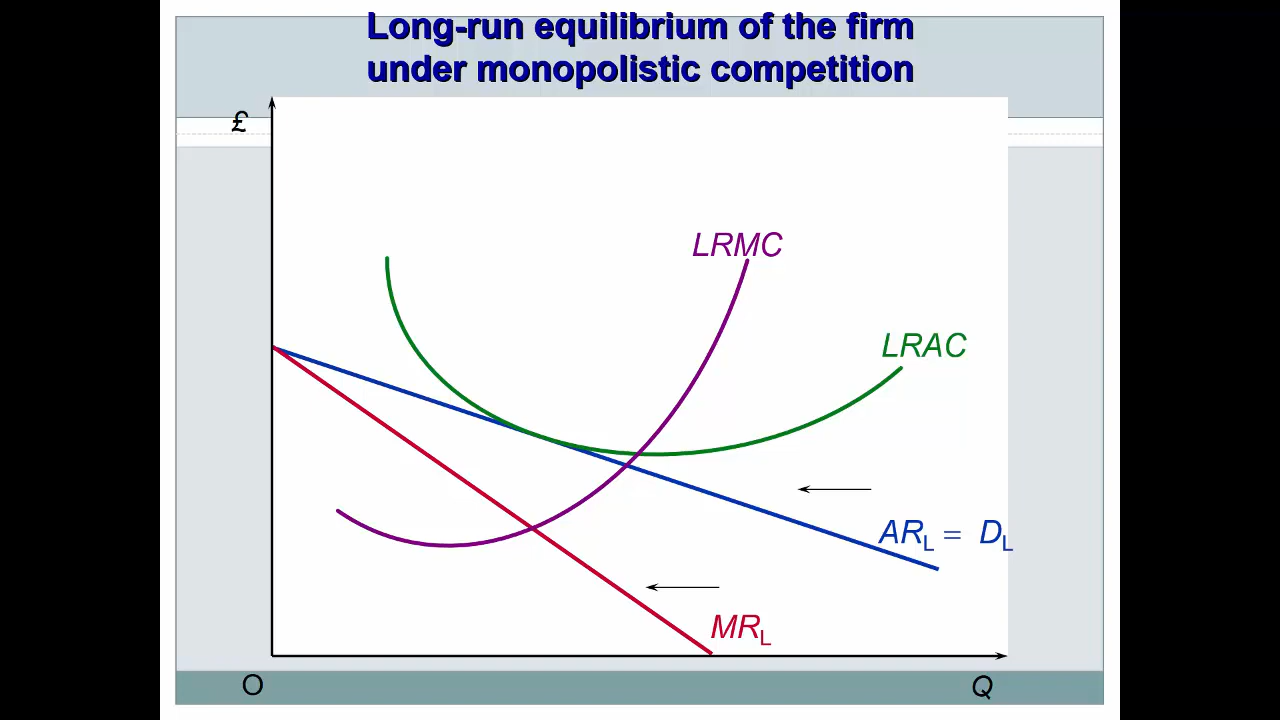 Long-run equilibrium of the firm
under monopolistic competition
£
LRMC
LRAC
ARL = DL
MRL
O
Q